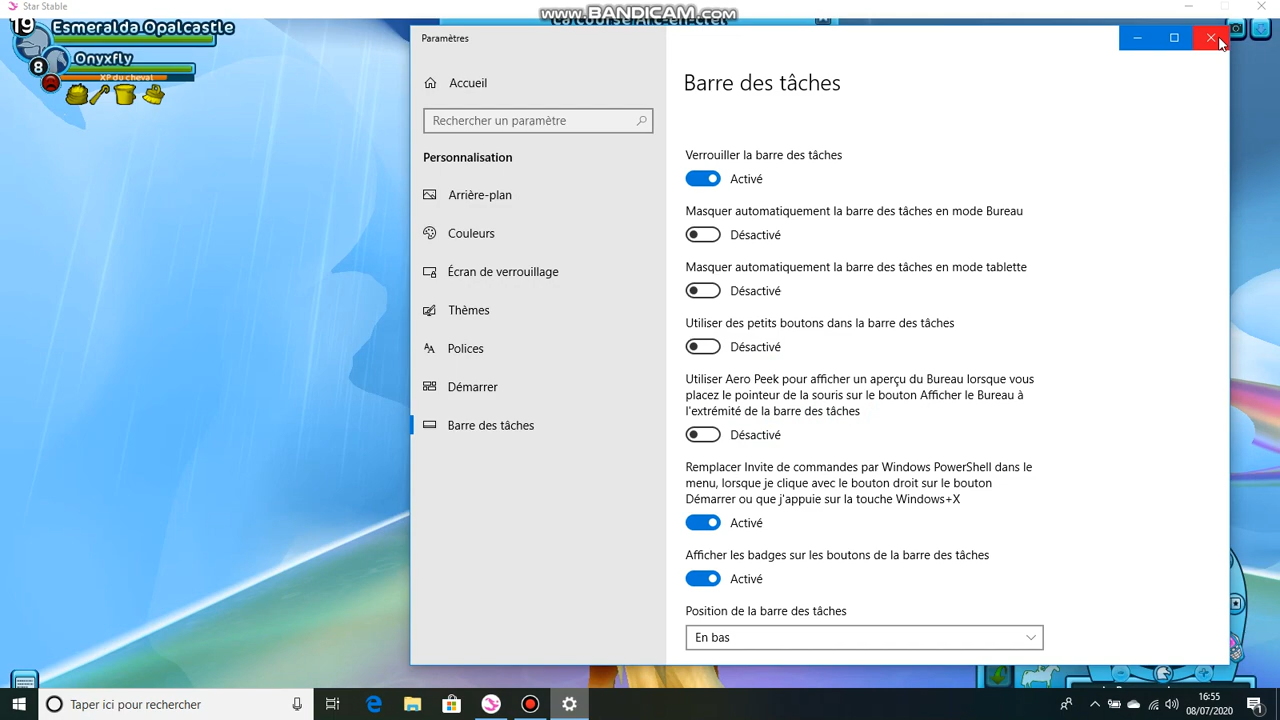 Star Stable
www.BANDICAM.com
19
Esmeralda Opalcastle
Onyxfly
8
XP du cheval
Paramètres
Accueil
Rechercher un paramètre
Personnalisation
Arrière-plan
Couleurs
Écran de verrouillage
Thèmes
Polices
Démarrer
Barre des tâches
Barre des tâches
Verrouiller la barre des tâches
Activé
Masquer automatiquement la barre des tâches en mode Bureau
Désactivé
Masquer automatiquement la barre des tâches en mode tablette
Désactivé
Utiliser des petits boutons dans la barre des tâches
Désactivé
Utiliser Aero Peek pour afficher un aperçu du Bureau lorsque vous
placez le pointeur de la souris sur le bouton Afficher le Bureau à
l'extrémité de la barre des tâches
Désactivé
Remplacer Invite de commandes par Windows PowerShell dans le
menu, lorsque je clique avec le bouton droit sur le bouton
Démarrer ou que j'appuie sur la touche Windows+X
Activé
Afficher les badges sur les boutons de la barre des tâches
Activé
Position de la barre des tâches
En bas
Taper ici pour rechercher
16:55
08/07/2020